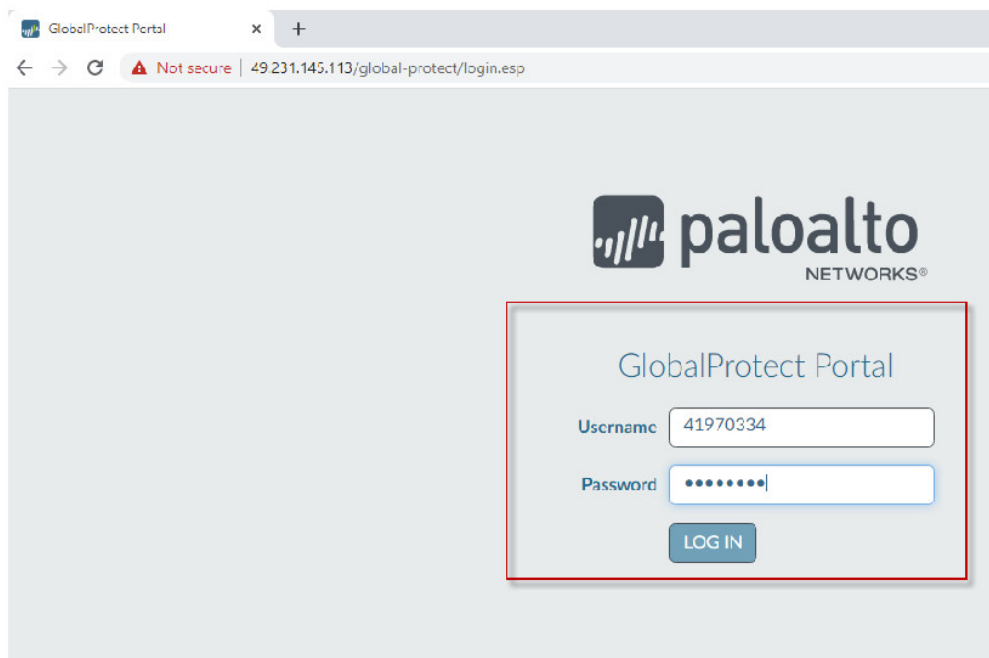 GlobalProtect Portal
Not secure | 49.231.145.113/global-protect/login.esp
paloalto
NETWORKS®
GlobalProtect Portal
Username 41970334
Password ••••••••
LOG IN